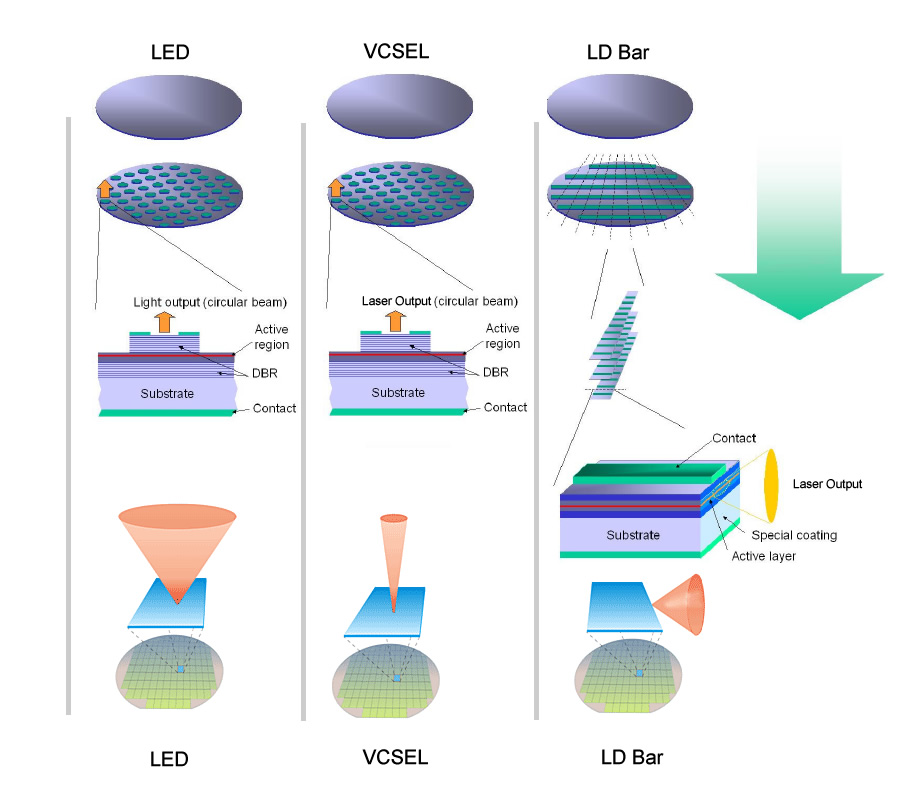 LED
VCSEL
LD Bar
Light output (circular beam)
Active
region
DBR
Substrate
Contact
Laser Output (circular beam)
Active
region
DBR
Substrate
Contact
Contact
Laser Output
Substrate
Special coating
Active layer
LED
VCSEL
LD Bar